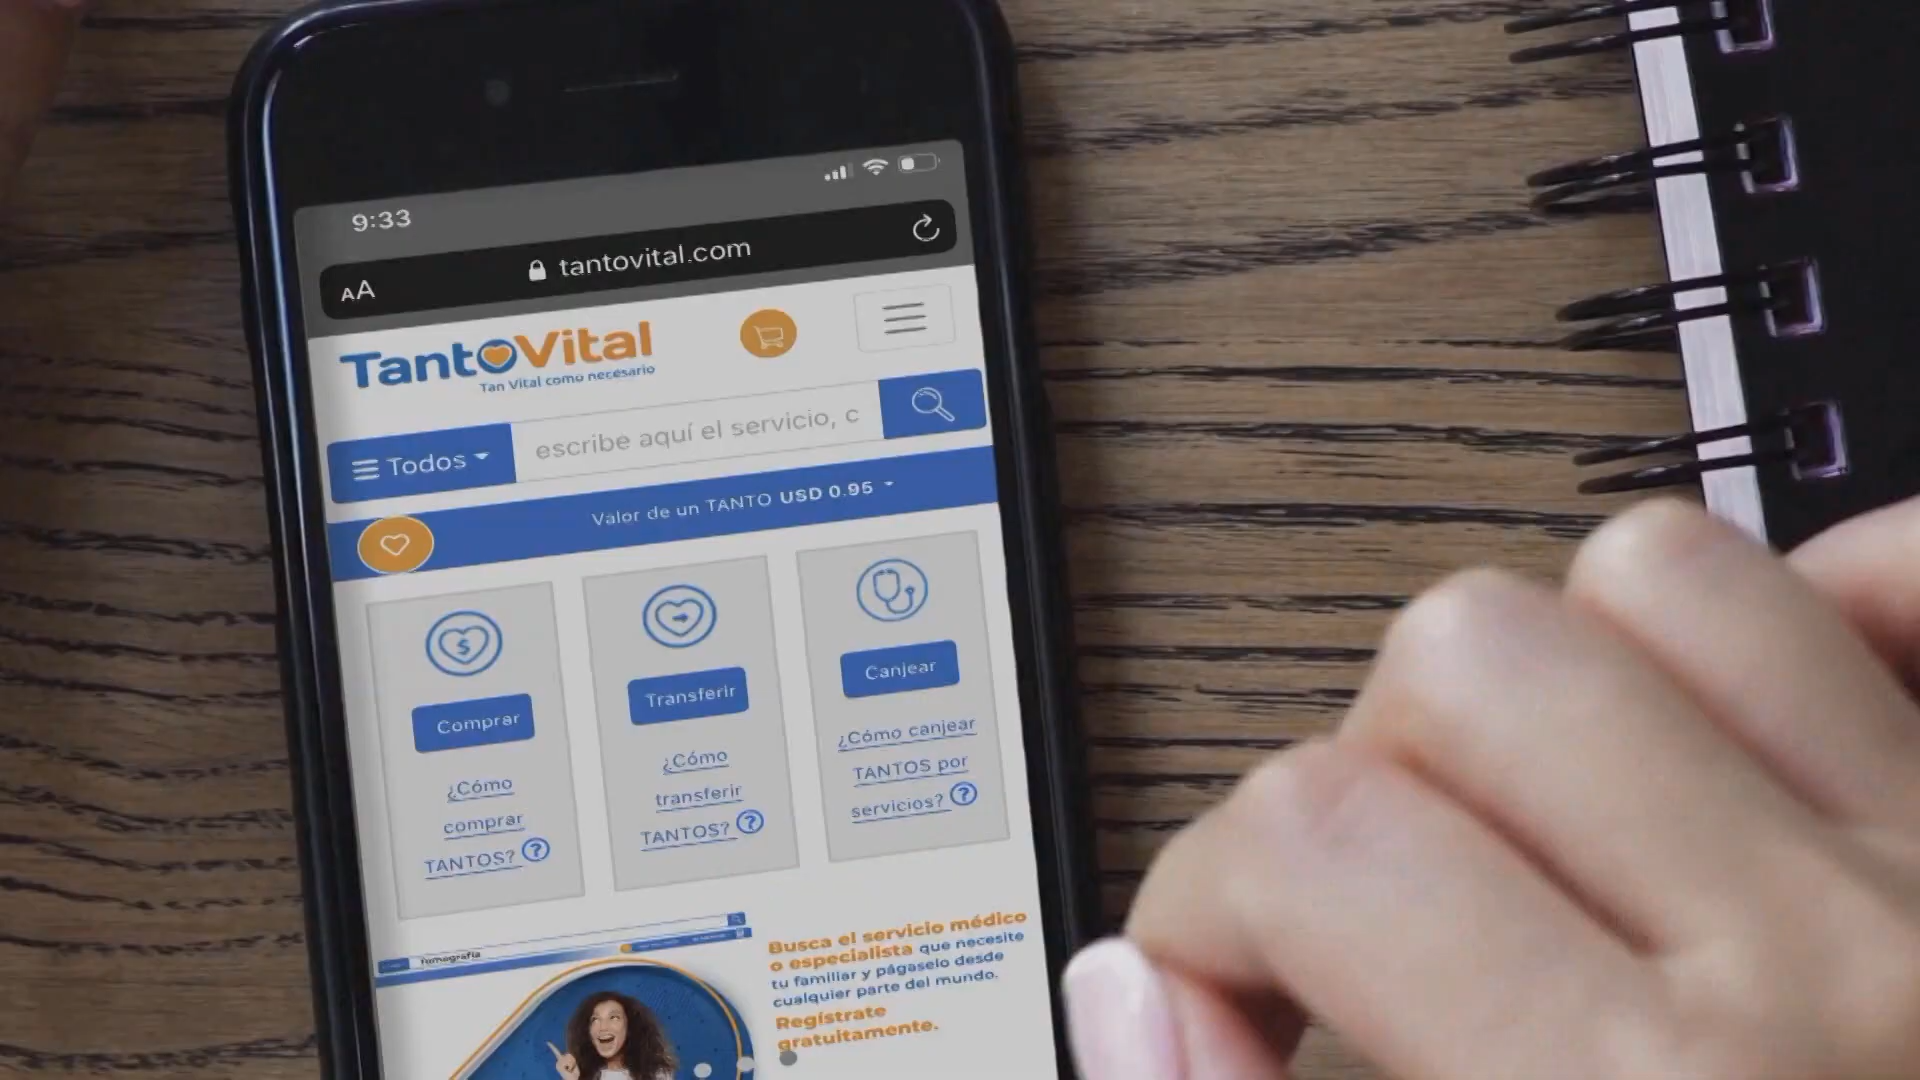 9:33
AA
tantovital.com
TantoVital
Tan Vital como necesario
Todos
escribe aquí el servicio, c
Valor de un TANTO USD 0.95
Comprar
¿Cómo
comprar
TANTOS?
Transferir
¿Cómo
transferir
TANTOS?
Canjear
¿Cómo canjear
TANTOS por
servicios?
Tomografía
Busca el servicio médico
o especialista que necesite
tu familiar y págaselo desde
cualquier parte del mundo.
Regístrate
gratuitamente.